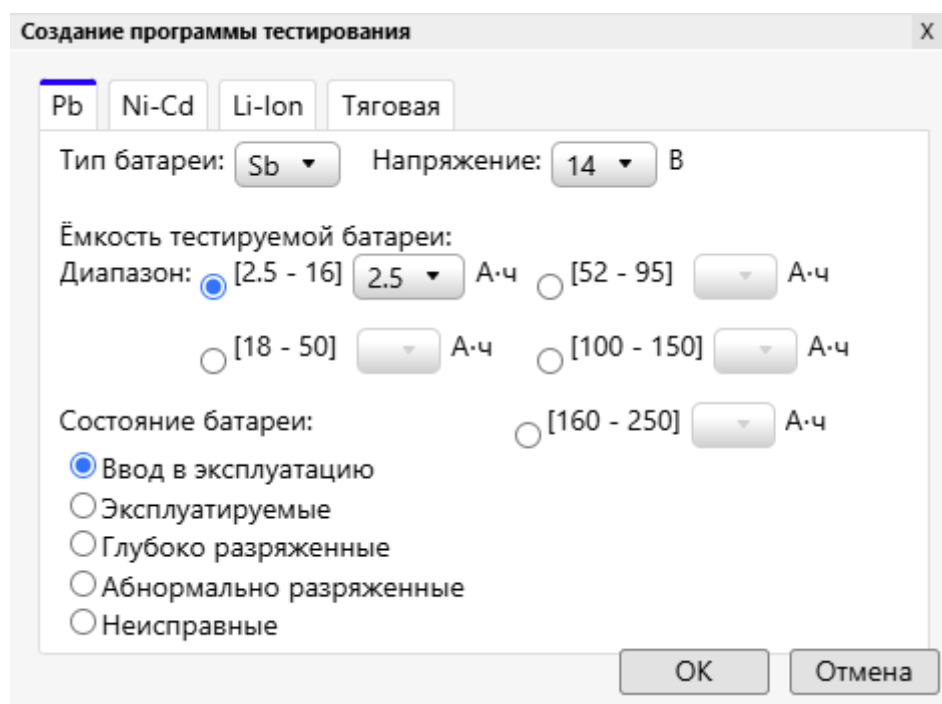 Создание программы тестирования X
Pb Ni-Cd Li-Ion Тяговая
Тип батареи: Sb Напряжение: 14 В
Ёмкость тестируемой батареи:
Диапазон: [2.5 - 16] 2.5 А·ч [52 - 95] А·ч
[18 - 50] А·ч [100 - 150] А·ч
Состояние батареи: [160 - 250] А·ч
Ввод в эксплуатацию
Эксплуатируемые
Глубоко разряженные
Абнормально разряженные
Неисправные
OK Отмена